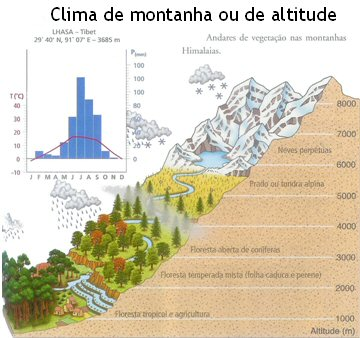 Clima de montanha ou de altitude
LHASA – Tibet
29° 40' N, 91° 07' E – 3685 m
Andares de vegetação nas montanhas
Himalaias.
T (°C)
P (mm)
40
30
20
10
0
-10
140
120
100
80
60
40
20
0
J F M A M J J A S O N D
8000
Neves perpétuas
7000
6000
Prado ou tundra alpina
5000
4000
Floresta aberta de coníferas
3000
Floresta temperada mista (folha caduca e perene)
2000
Floresta tropical e agricultura
1000
Altitude (m)